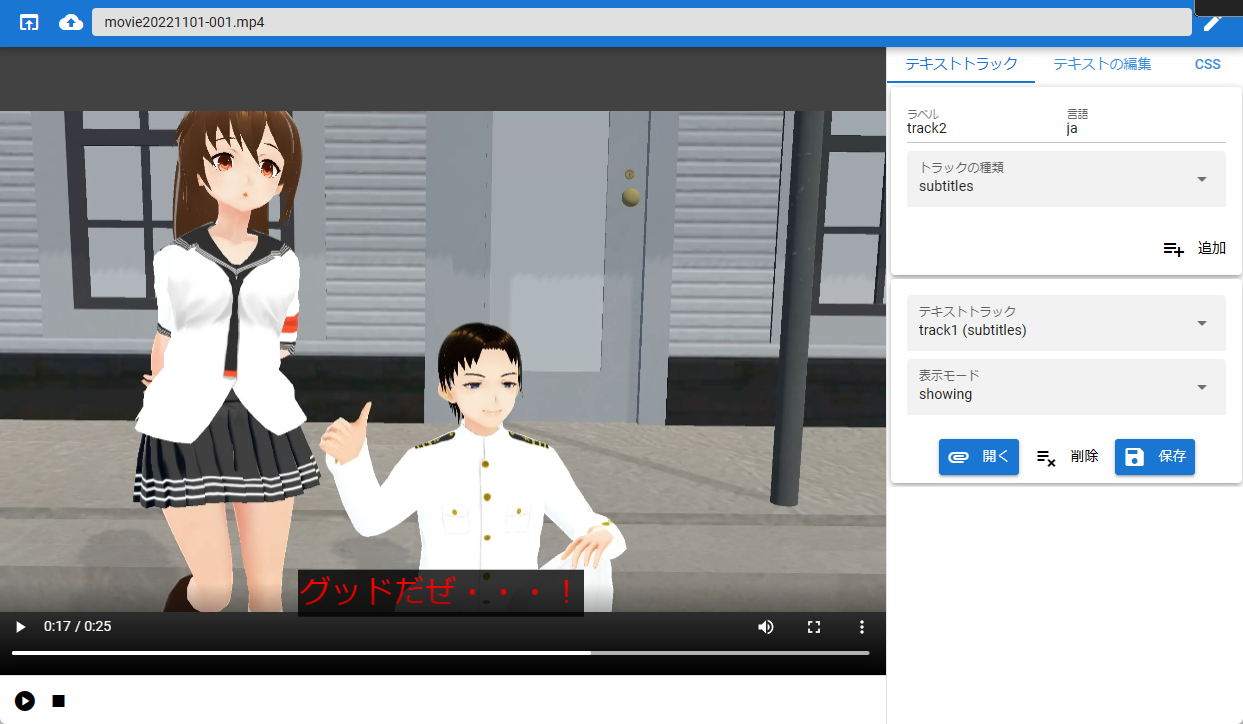 movie20221101-001.mp4
グッドだぜ・・・！
0:17 / 0:25
テキストトラック テキストの編集 CSS
ラベル 言語
track2 ja
トラックの種類
subtitles
追加
テキストトラック
track1 (subtitles)
表示モード
showing
開く 削除 保存